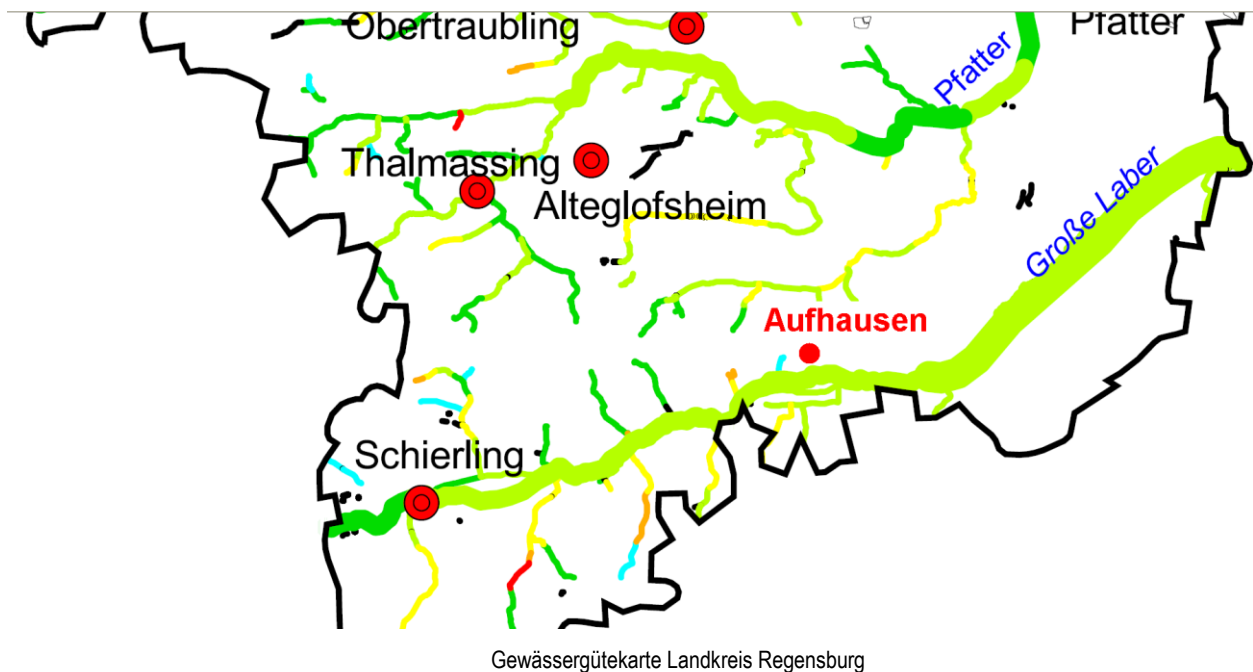 Obertraubling
Pfatter
Pfatter
Thalmassing
Alteglofsheim
Große Laber
Aufhausen
Schierling
Gewässergütekarte Landkreis Regensburg